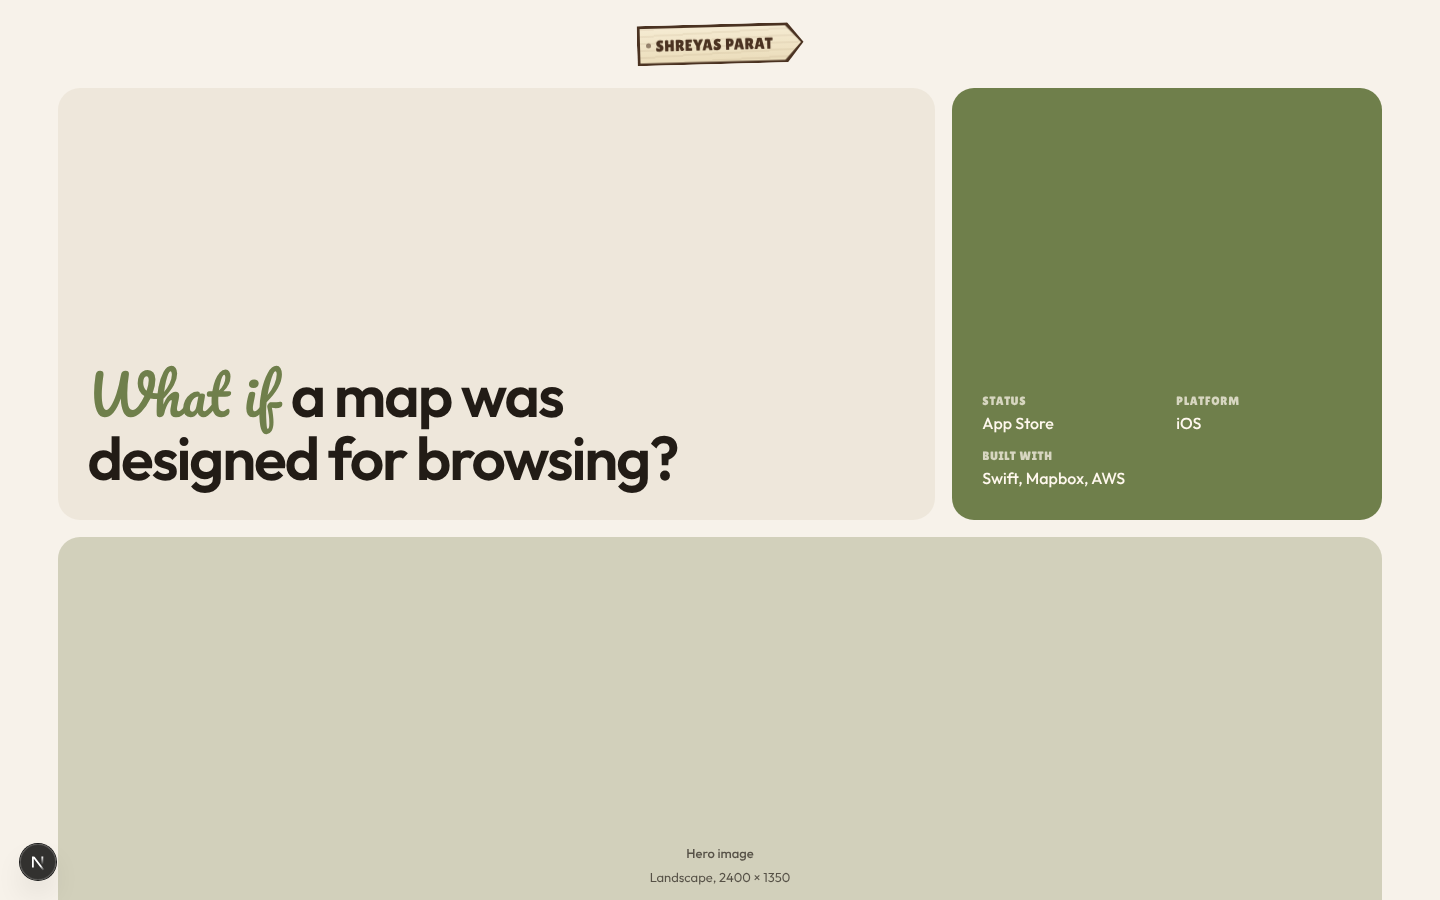 SHREYAS PARAT
What if a map was
designed for browsing?
STATUS
App Store
PLATFORM
iOS
BUILT WITH
Swift, Mapbox, AWS
Hero image
Landscape, 2400 × 1350
N